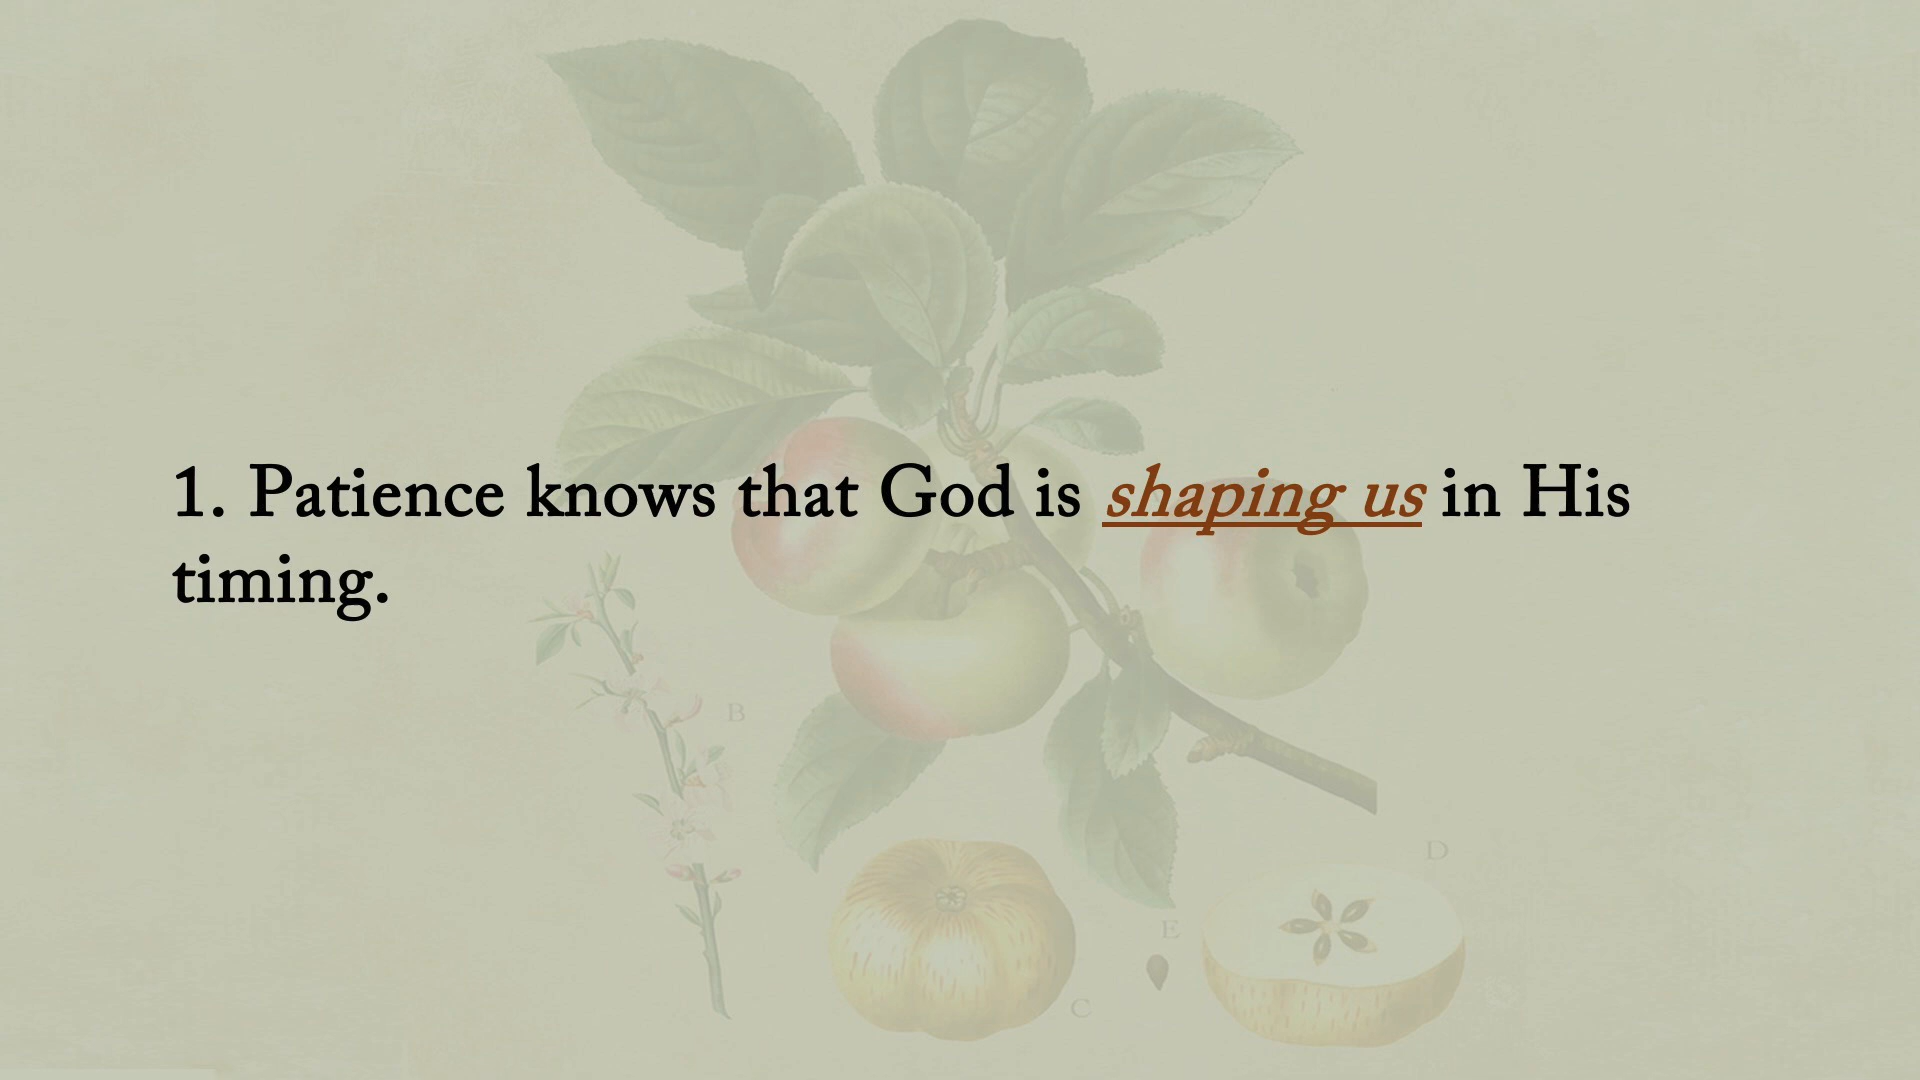 1. Patience knows that God is shaping us in His
timing.
B
D
E
C